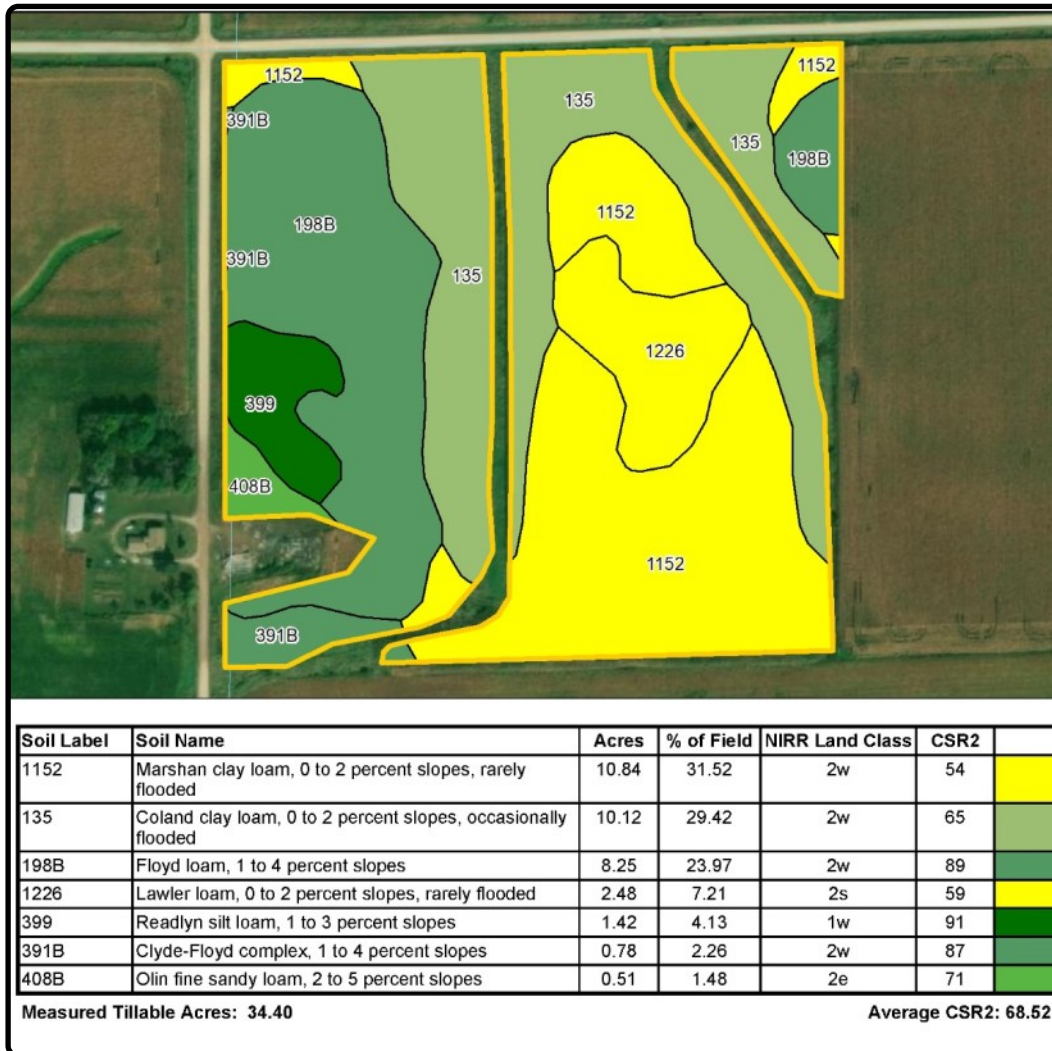 1152
1152
391B
135
135
198B
198B
1152
391B
135
1226
399
408B
1152
391B
Soil Label Soil Name Acres % of Field NIRR Land Class CSR2
1152 Marshan clay loam, 0 to 2 percent slopes, rarely 10.84 31.52 2w 54
flooded
135 Coland clay loam, 0 to 2 percent slopes, occasionally 10.12 29.42 2w 65
flooded
198B Floyd loam, 1 to 4 percent slopes 8.25 23.97 2w 89
1226 Lawler loam, 0 to 2 percent slopes, rarely flooded 2.48 7.21 2s 59
399 Readlyn silt loam, 1 to 3 percent slopes 1.42 4.13 1w 91
391B Clyde-Floyd complex, 1 to 4 percent slopes 0.78 2.26 2w 87
408B Olin fine sandy loam, 2 to 5 percent slopes 0.51 1.48 2e 71
Measured Tillable Acres: 34.40 Average CSR2: 68.52